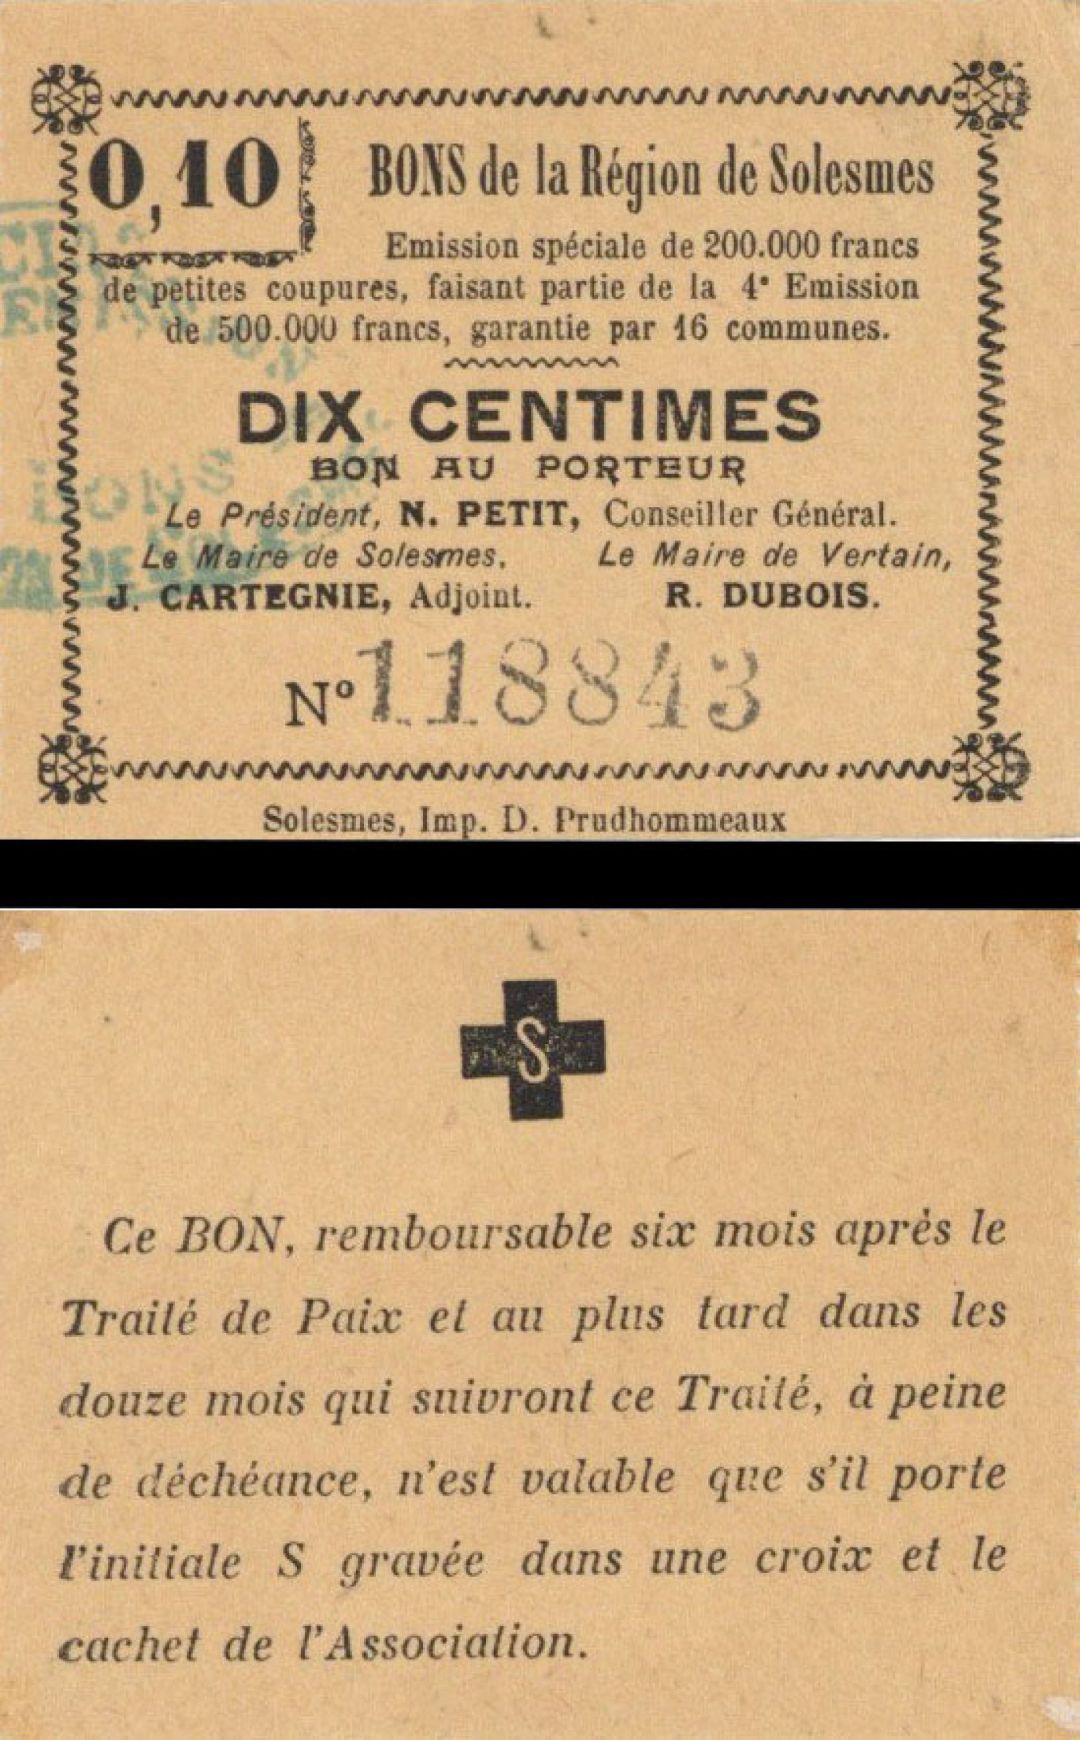 0,10
BONS de la Région de Solesmes
Emission spéciale de 200.000 francs
de petites coupures, faisant partie de la 4e Emission
de 500.000 francs, garantie par 16 communes.
DIX CENTIMES
BON AU PORTEUR
Le Président, N. PETIT, Conseiller Général.
Le Maire de Solesmes, Le Maire de Vertain,
J. CARTEGNIE, Adjoint. R. DUBOIS.
No 118843
Solesmes, Imp. D. Prudhommeaux
BONS
S
Ce BON, remboursable six mois après le
Traité de Paix et au plus tard dans les
douze mois qui suivront ce Traité, à peine
de déchéance, n'est valable que s'il porte
l'initiale S gravée dans une croix et le
cachet de l'Association.